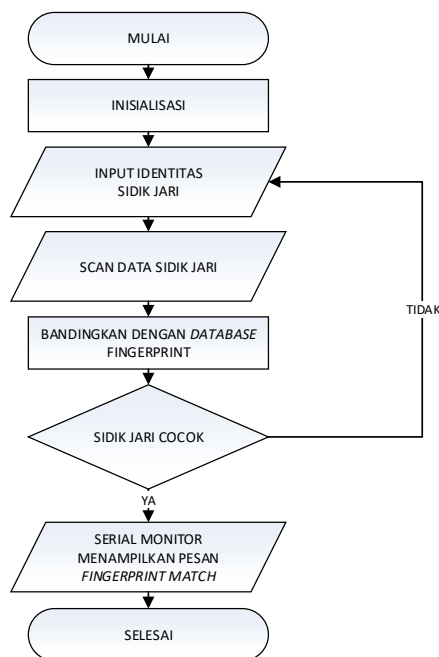 MULAI
INISIALISASI
INPUT IDENTITAS
SIDIK JARI
SCAN DATA SIDIK JARI
TIDAK
BANDINGKAN DENGAN DATABASE
FINGERPRINT
SIDIK JARI COCOK
YA
SERIAL MONITOR
MENAMPILKAN PESAN
FINGERPRINT MATCH
SELESAI